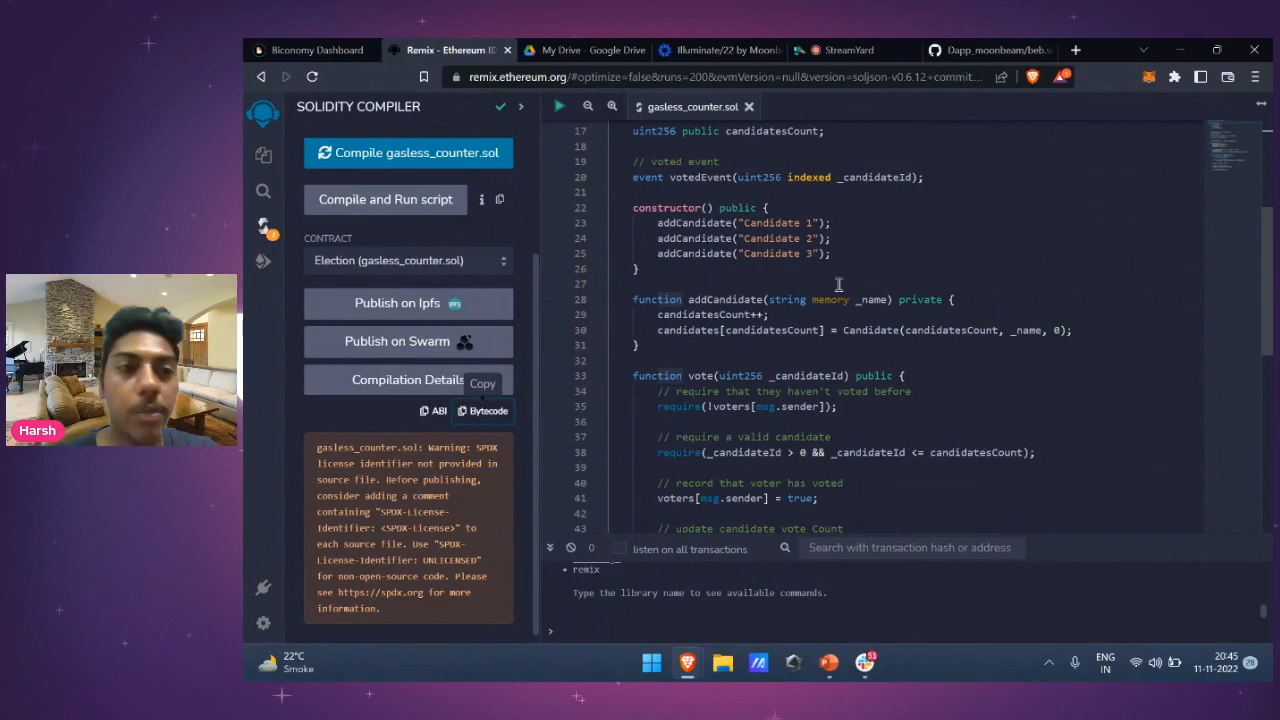 Biconomy Dashboard
Remix - Ethereum ID
My Drive - Google Drive
Illuminate/22 by Moonb
StreamYard
Dapp_moonbeam/beb.s
remix.ethereum.org/#optimize=false&runs=200&evmVersion=null&version=soljson-v0.6.12+commit....
SOLIDITY COMPILER
Compile gasless_counter.sol
Compile and Run script
CONTRACT
Election (gasless_counter.sol)
Publish on Ipfs
Publish on Swarm
Compilation Details
Copy
ABI
Bytecode
gasless_counter.sol: Warning: SPDX
license identifier not provided in
source file. Before publishing,
consider adding a comment
containing "SPDX-License-
Identifier: <SPDX-License>" to
each source file. Use "SPDX-
License-Identifier: UNLICENSED"
for non-open-source code. Please
see https://spdx.org for more
information.
gasless_counter.sol
17 uint256 public candidatesCount;
18
19 // voted event
20 event votedEvent(uint256 indexed _candidateId);
21
22 constructor() public {
23 addCandidate("Candidate 1");
24 addCandidate("Candidate 2");
25 addCandidate("Candidate 3");
26 }
27
28 function addCandidate(string memory _name) private {
29 candidatesCount++;
30 candidates[candidatesCount] = Candidate(candidatesCount, _name, 0);
31 }
32
33 function vote(uint256 _candidateId) public {
34 // require that they haven't voted before
35 require(!voters[msg.sender]);
36
37 // require a valid candidate
38 require(_candidateId > 0 && _candidateId <= candidatesCount);
39
40 // record that voter has voted
41 voters[msg.sender] = true;
42
43 // update candidate vote Count
0
listen on all transactions
Search with transaction hash or address
remix
Type the library name to see available commands.
>
Harsh
22°C
Smoke
51
ENG
IN
20:45
11-11-2022
28